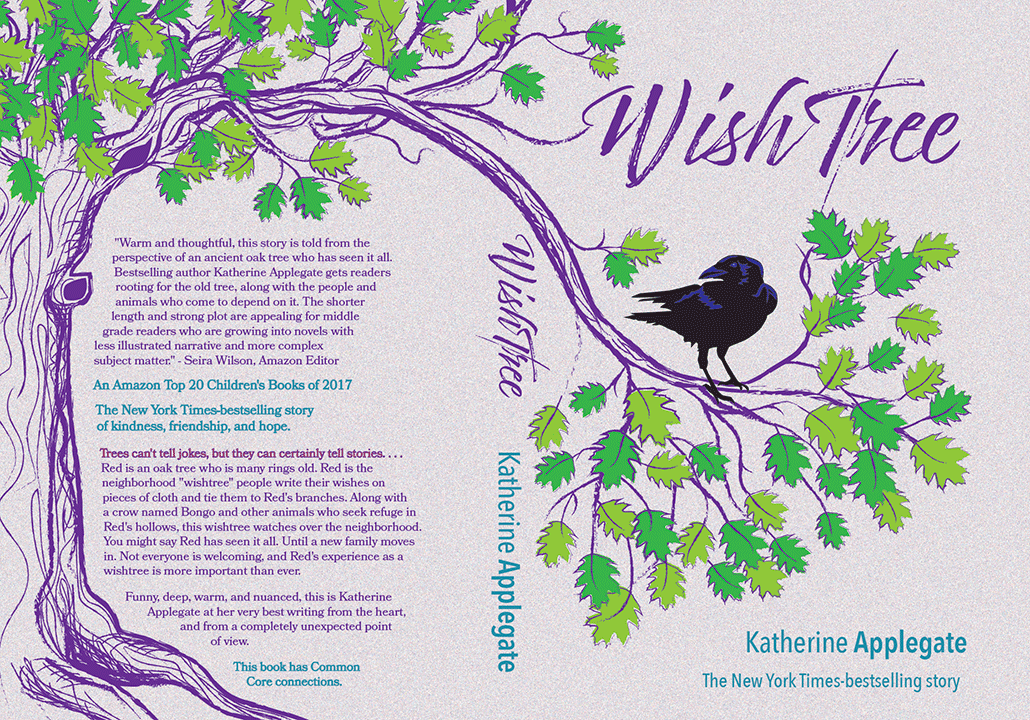 "Warm and thoughtful, this story is told from the
perspective of an ancient oak tree who has seen it all.
Bestselling author Katherine Applegate gets readers
rooting for the old tree, along with the people and
animals who come to depend on it. The shorter
length and strong plot are appealing for middle
grade readers who are growing into novels with
less illustrated narrative and more complex
subject matter." - Seira Wilson, Amazon Editor
An Amazon Top 20 Children's Books of 2017
The New York Times-bestselling story
of kindness, friendship, and hope.
Trees can't tell jokes, but they can certainly tell stories. . . .
Red is an oak tree who is many rings old. Red is the
neighborhood "wishtree" people write their wishes on
pieces of cloth and tie them to Red's branches. Along with
a crow named Bongo and other animals who seek refuge in
Red's hollows, this wishtree watches over the neighborhood.
You might say Red has seen it all. Until a new family moves
in. Not everyone is welcoming, and Red's experience as a
wishtree is more important than ever.
Funny, deep, warm, and nuanced, this is Katherine
Applegate at her very best writing from the heart,
and from a completely unexpected point
of view.
This book has Common
Core connections.
Wish Tree
Katherine Applegate
Wish Tree
Katherine Applegate
The New York Times-bestselling story